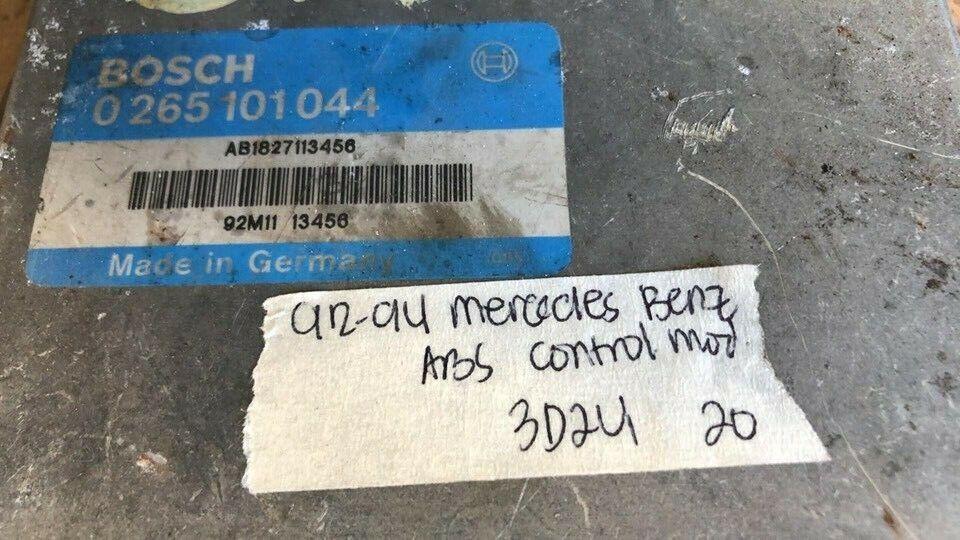 BOSCH
0 265 101 044
AB1827113456
92M11 13456
Made in Germany
92-94 mercedes Benz
ABS control mod
3D24 20